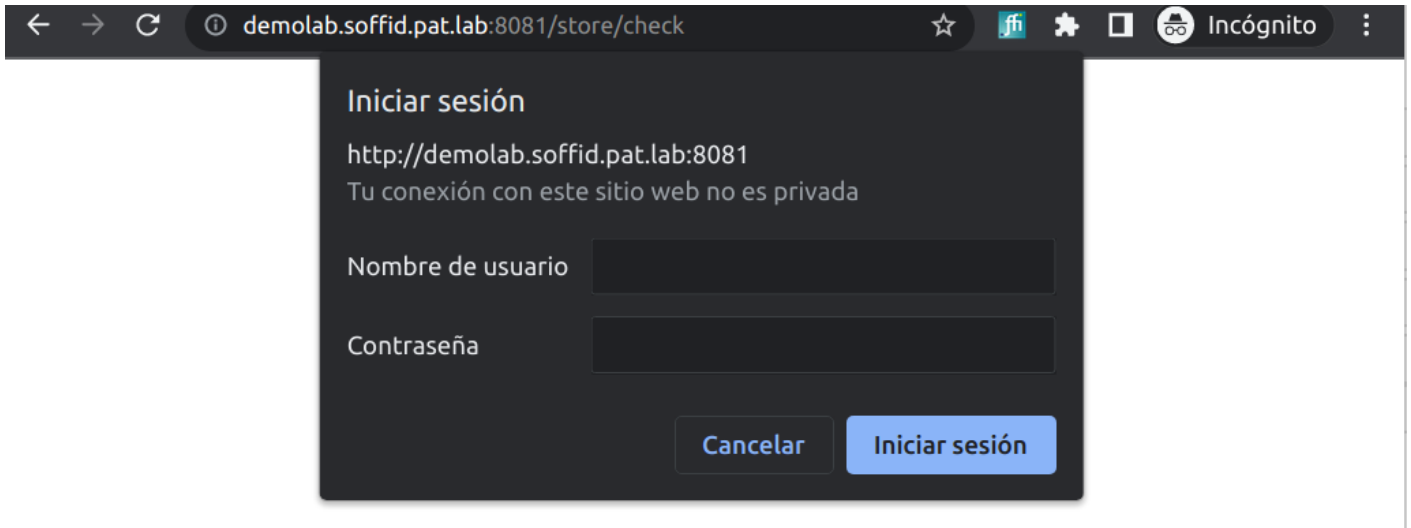 demolab.soffid.pat.lab:8081/store/check ffi Incógnito
Iniciar sesión
http://demolab.soffid.pat.lab:8081
Tu conexión con este sitio web no es privada
Nombre de usuario
Contraseña
Cancelar Iniciar sesión